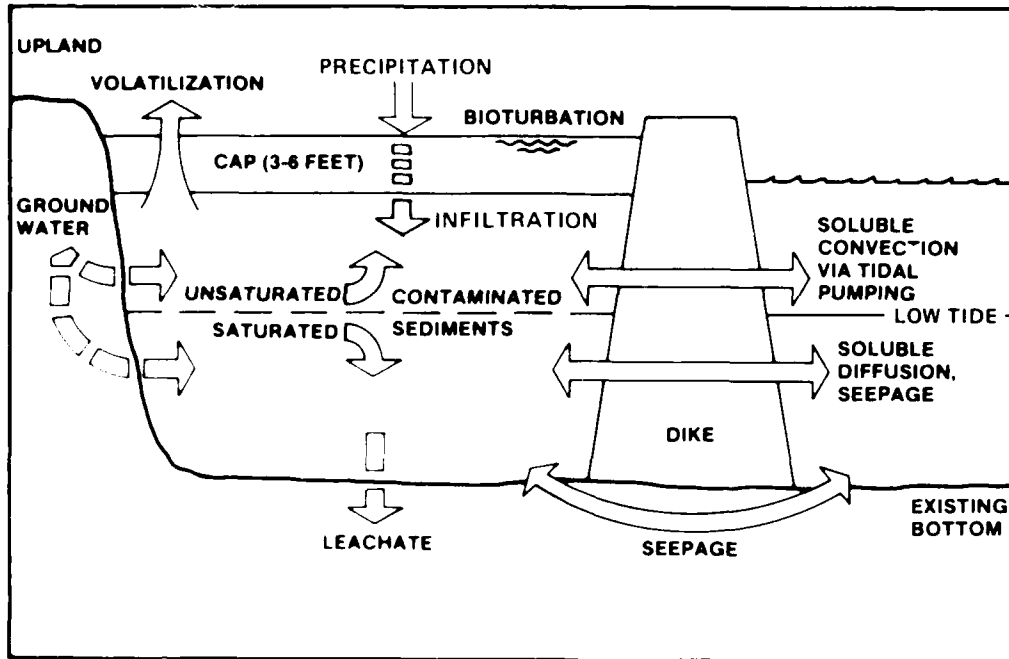 UPLAND
VOLATILIZATION
PRECIPITATION
BIOTURBATION
CAP (3-6 FEET)
GROUND
WATER
INFILTRATION
SOLUBLE
CONVECTION
VIA TIDAL
PUMPING
UNSATURATED
CONTAMINATED
SATURATED
SEDIMENTS
LOW TIDE
SOLUBLE
DIFFUSION,
SEEPAGE
DIKE
EXISTING
BOTTOM
LEACHATE
SEEPAGE